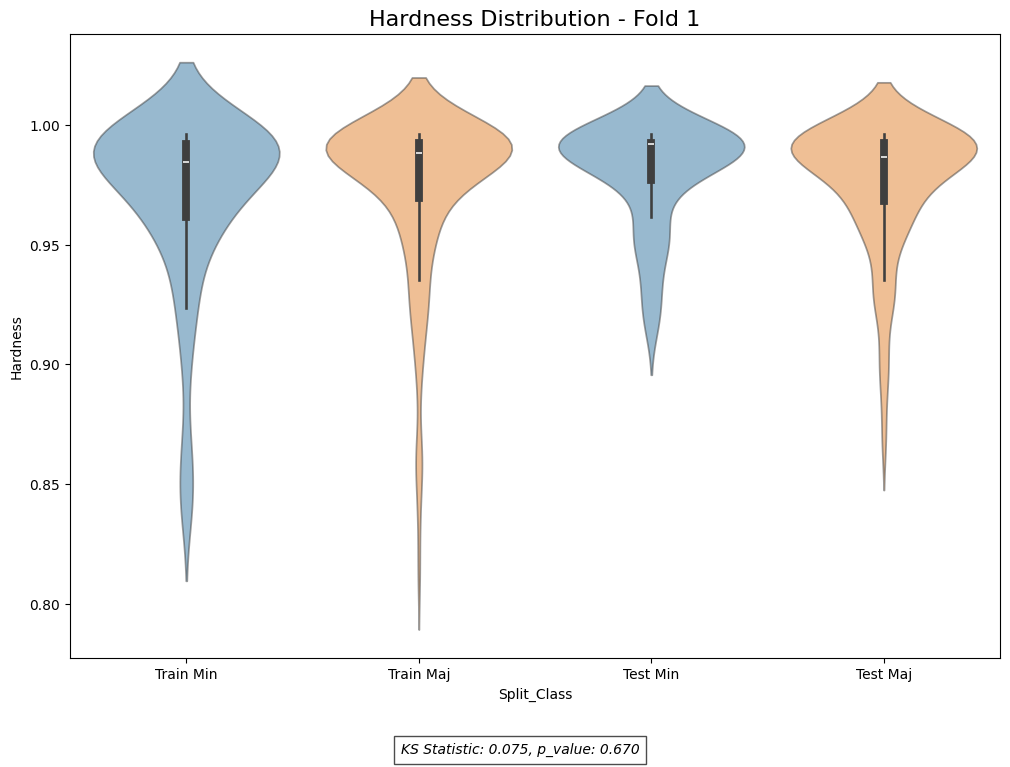 Hardness Distribution - Fold 1
1.00
0.95
0.90
0.85
0.80
Hardness
Train Min
Train Maj
Test Min
Test Maj
Split_Class
KS Statistic: 0.075, p_value: 0.670